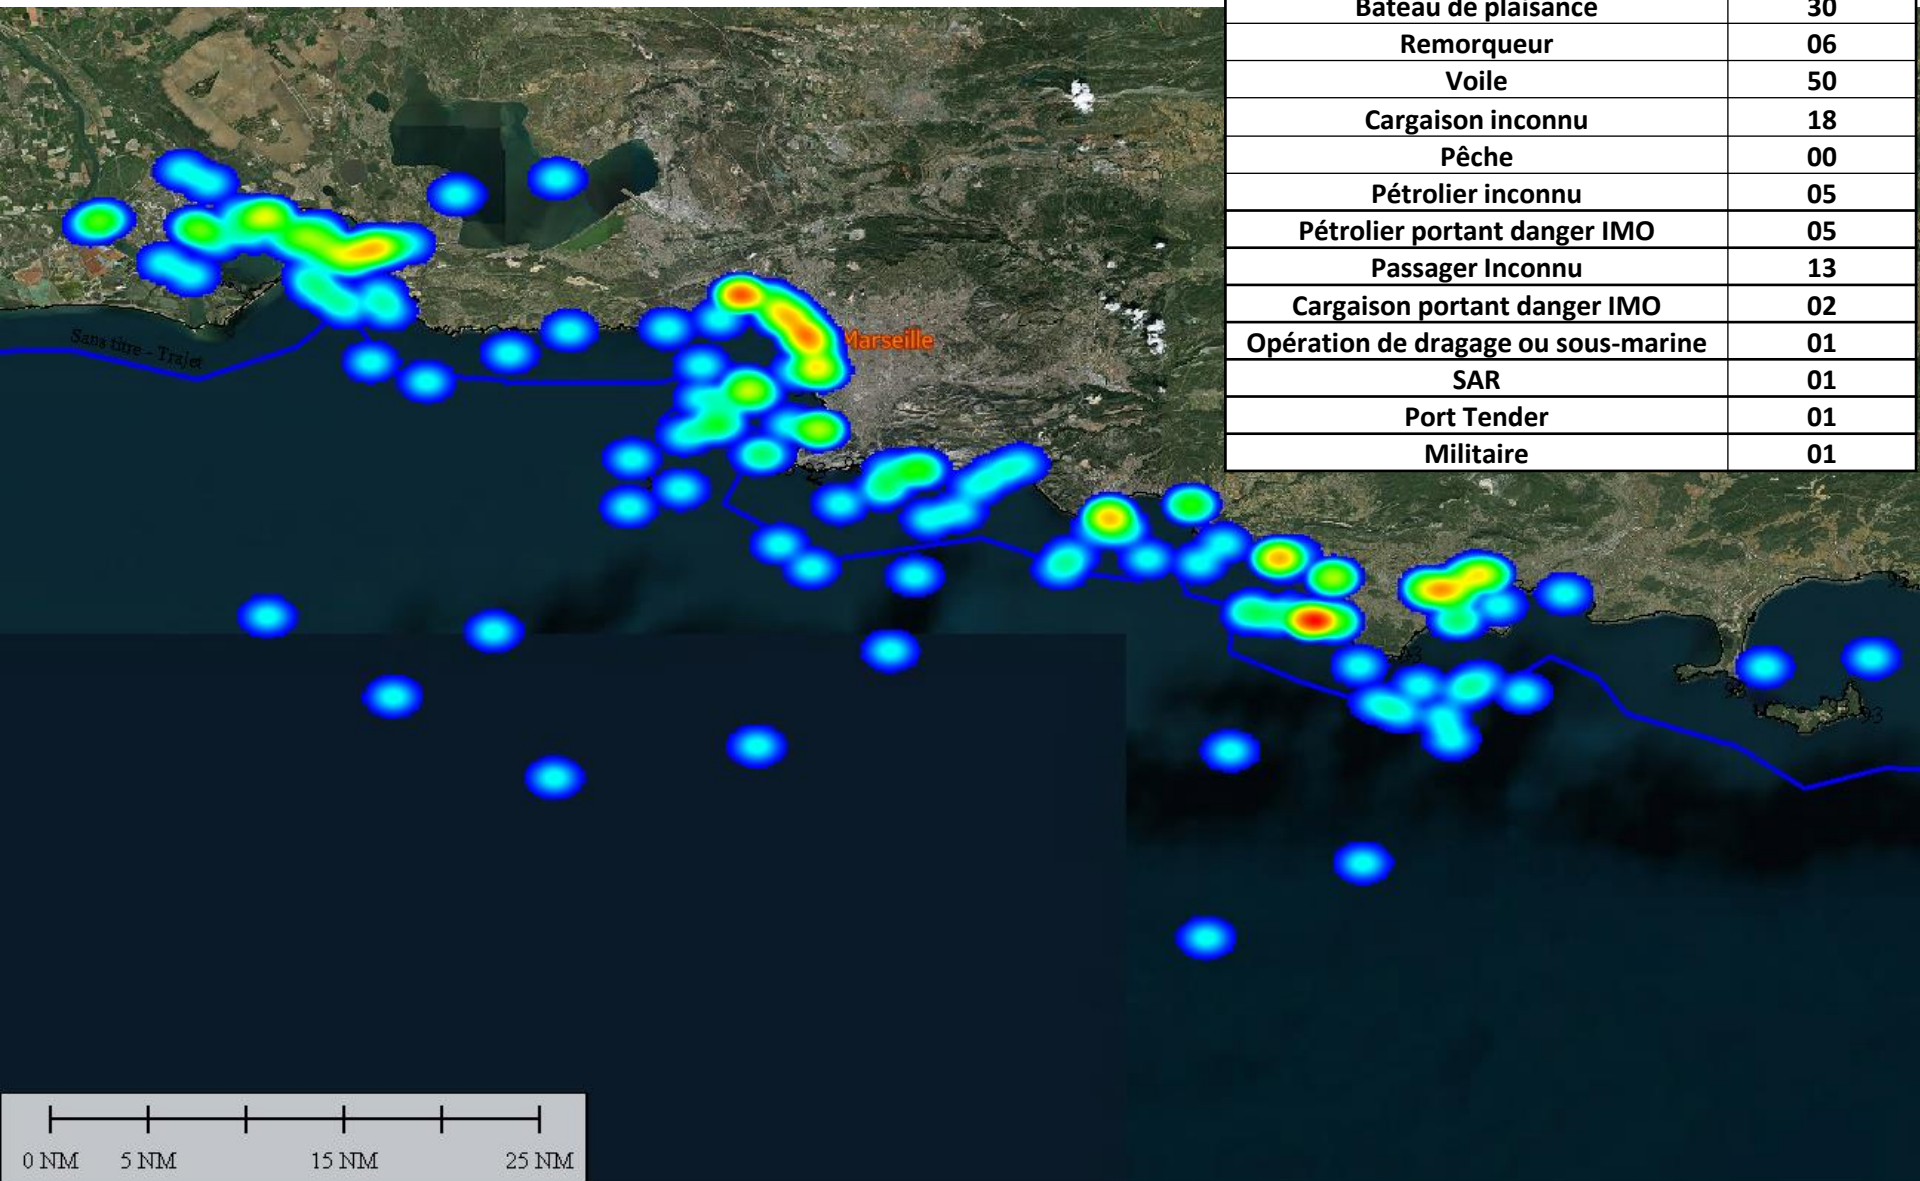 Bateau de plaisance 30
Remorqueur 06
Voile 50
Cargaison inconnu 18
Pêche 00
Pétrolier inconnu 05
Pétrolier portant danger IMO 05
Passager Inconnu 13
Cargaison portant danger IMO 02
Opération de dragage ou sous-marine 01
SAR 01
Port Tender 01
Militaire 01
Marseille
Sans titre - Trajet
0 NM 5 NM 15 NM 25 NM